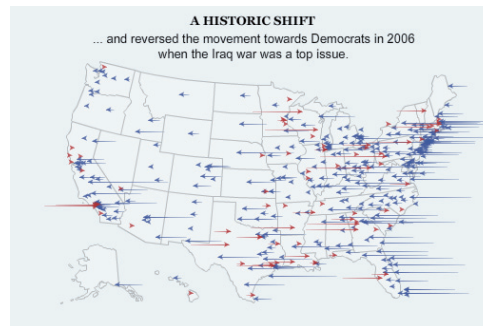 A HISTORIC SHIFT
... and reversed the movement towards Democrats in 2006
when the Iraq war was a top issue.